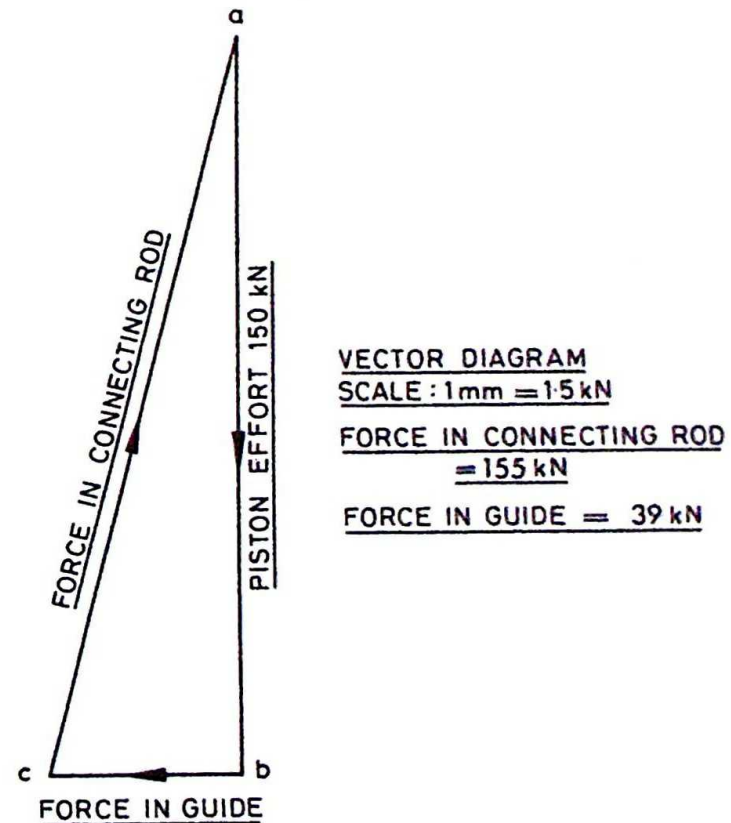 a
FORCE IN CONNECTING ROD
PISTON EFFORT 150 kN
VECTOR DIAGRAM
SCALE : 1mm = 1·5 kN
FORCE IN CONNECTING ROD
= 155 kN
FORCE IN GUIDE = 39 kN
c
b
FORCE IN GUIDE